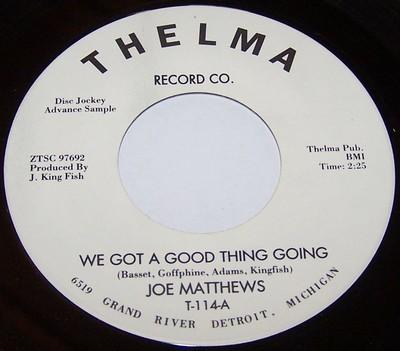 THELMA
RECORD CO.
Disc Jockey
Advance Sample
ZTSC 97692
Produced By
J. King Fish
Thelma Pub.
BMI
Time: 2:25
WE GOT A GOOD THING GOING
(Basset, Goffphine, Adams, Kingfish)
JOE MATTHEWS
T-114-A
6519 GRAND RIVER DETROIT, MICHIGAN